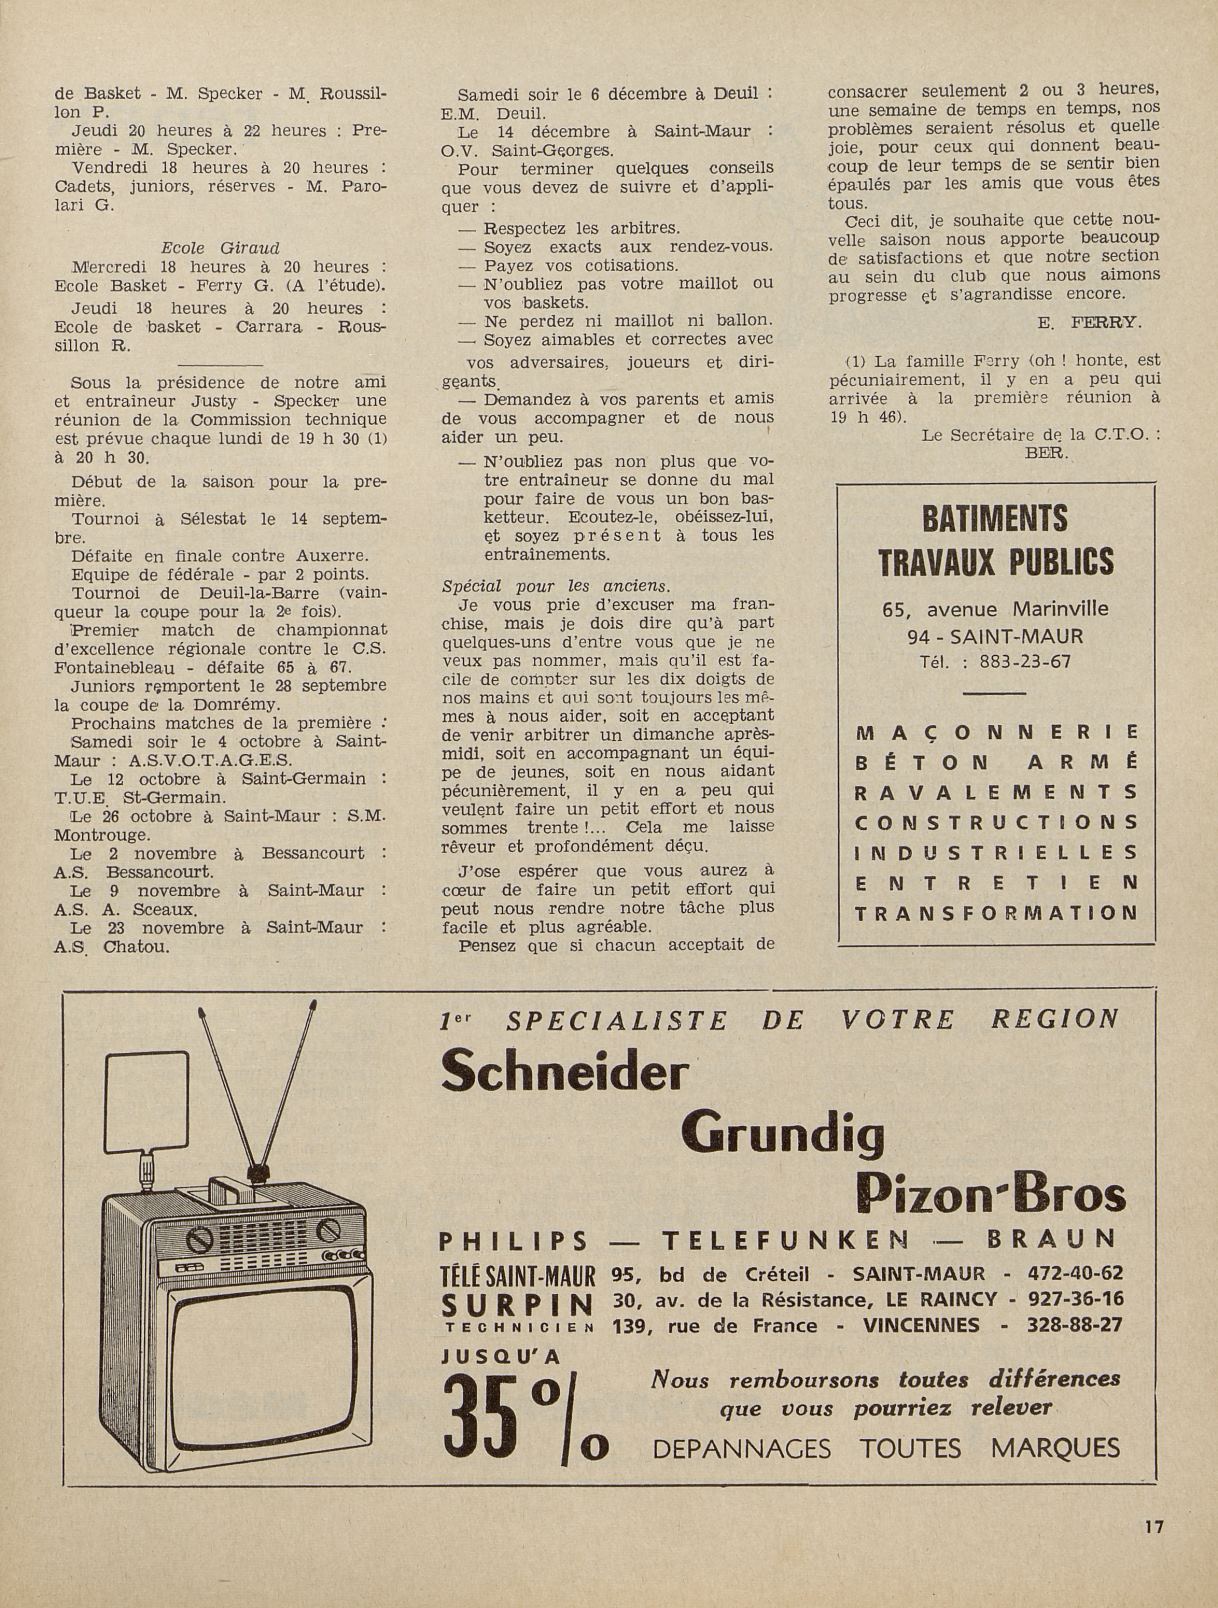 de Basket - M. Specker - M. Roussil-
lon P.
Jeudi 20 heures à 22 heures : Pre-
mière - M. Specker.
Vendredi 18 heures à 20 heures :
Cadets, juniors, réserves - M. Paro-
lari G.
Ecole Giraud
Mercredi 18 heures à 20 heures :
Ecole Basket - Ferry G. (A l'étude).
Jeudi 18 heures à 20 heures :
Ecole de basket - Carrara - Rous-
sillon R.
Sous la présidence de notre ami
et entraîneur Justy - Specker une
réunion de la Commission technique
est prévue chaque lundi de 19 h 30 (1)
à 20 h 30.
Début de la saison pour la pre-
mière.
Tournoi à Sélestat le 14 septem-
bre.
Défaite en finale contre Auxerre.
Equipe de fédérale - par 2 points.
Tournoi de Deuil-la-Barre (vain-
queur la coupe pour la 2e fois).
Premier match de championnat
d'excellence régionale contre le C.S.
Fontainebleau - défaite 65 à 67.
Juniors remportent le 28 septembre
la coupe de la Domrémy.
Prochains matches de la première :
Samedi soir le 4 octobre à Saint-
Maur : A.S.V.O.T.A.G.E.S.
Le 12 octobre à Saint-Germain :
T.U.E. St-Germain.
Le 26 octobre à Saint-Maur : S.M.
Montrouge.
Le 2 novembre à Bessancourt :
A.S. Bessancourt.
Le 9 novembre à Saint-Maur :
A.S. A. Sceaux.
Le 23 novembre à Saint-Maur :
A.S. Chatou.
Samedi soir le 6 décembre à Deuil :
E.M. Deuil.
Le 14 décembre à Saint-Maur :
O.V. Saint-Georges.
Pour terminer quelques conseils
que vous devez de suivre et d'appli-
quer :
— Respectez les arbitres.
— Soyez exacts aux rendez-vous.
— Payez vos cotisations.
— N'oubliez pas votre maillot ou
vos baskets.
— Ne perdez ni maillot ni ballon.
— Soyez aimables et correctes avec
vos adversaires, joueurs et diri-
geants.
— Demandez à vos parents et amis
de vous accompagner et de nous
aider un peu.
— N'oubliez pas non plus que vo-
tre entraîneur se donne du mal
pour faire de vous un bon bas-
ketteur. Ecoutez-le, obéissez-lui,
et soyez présent à tous les
entraînements.
Spécial pour les anciens.
Je vous prie d'excuser ma fran-
chise, mais je dois dire qu'à part
quelques-uns d'entre vous que je ne
veux pas nommer, mais qu'il est fa-
cile de compter sur les dix doigts de
nos mains et qui sont toujours les mê-
mes à nous aider, soit en acceptant
de venir arbitrer un dimanche après-
midi, soit en accompagnant un équi-
pe de jeunes, soit en nous aidant
pécunièrement, il y en a peu qui
veulent faire un petit effort et nous
sommes trente !... Cela me laisse
rêveur et profondément déçu.
J'ose espérer que vous aurez à
cœur de faire un petit effort qui
peut nous rendre notre tâche plus
facile et plus agréable.
Pensez que si chacun acceptait de
consacrer seulement 2 ou 3 heures,
une semaine de temps en temps, nos
problèmes seraient résolus et quelle
joie, pour ceux qui donnent beau-
coup de leur temps de se sentir bien
épaulés par les amis que vous êtes
tous.
Ceci dit, je souhaite que cette nou-
velle saison nous apporte beaucoup
de satisfactions et que notre section
au sein du club que nous aimons
progresse et s'agrandisse encore.
E. FERRY.
(1) La famille Ferry (oh ! honte, est
pécuniairement, il y en a peu qui
arrivée à la première réunion à
19 h 46).
Le Secrétaire de la C.T.O. :
BER.
BATIMENTS
TRAVAUX PUBLICS
65, avenue Marinville
94 - SAINT-MAUR
Tél. : 883-23-67
MAÇONNERIE
BÉTON ARMÉ
RAVALEMENTS
CONSTRUCTIONS
INDUSTRIELLES
ENTRETIEN
TRANSFORMATION
1er SPECIALISTE DE VOTRE REGION
Schneider
Grundig
Pizon-Bros
PHILIPS — TELEFUNKEN — BRAUN
TÉLÉ SAINT-MAUR 95, bd de Créteil - SAINT-MAUR - 472-40-62
SURPIN 30, av. de la Résistance, LE RAINCY - 927-36-16
TECHNICIEN 139, rue de France - VINCENNES - 328-88-27
JUSQU'A
35 %
Nous remboursons toutes différences
que vous pourriez relever
DEPANNAGES TOUTES MARQUES
17